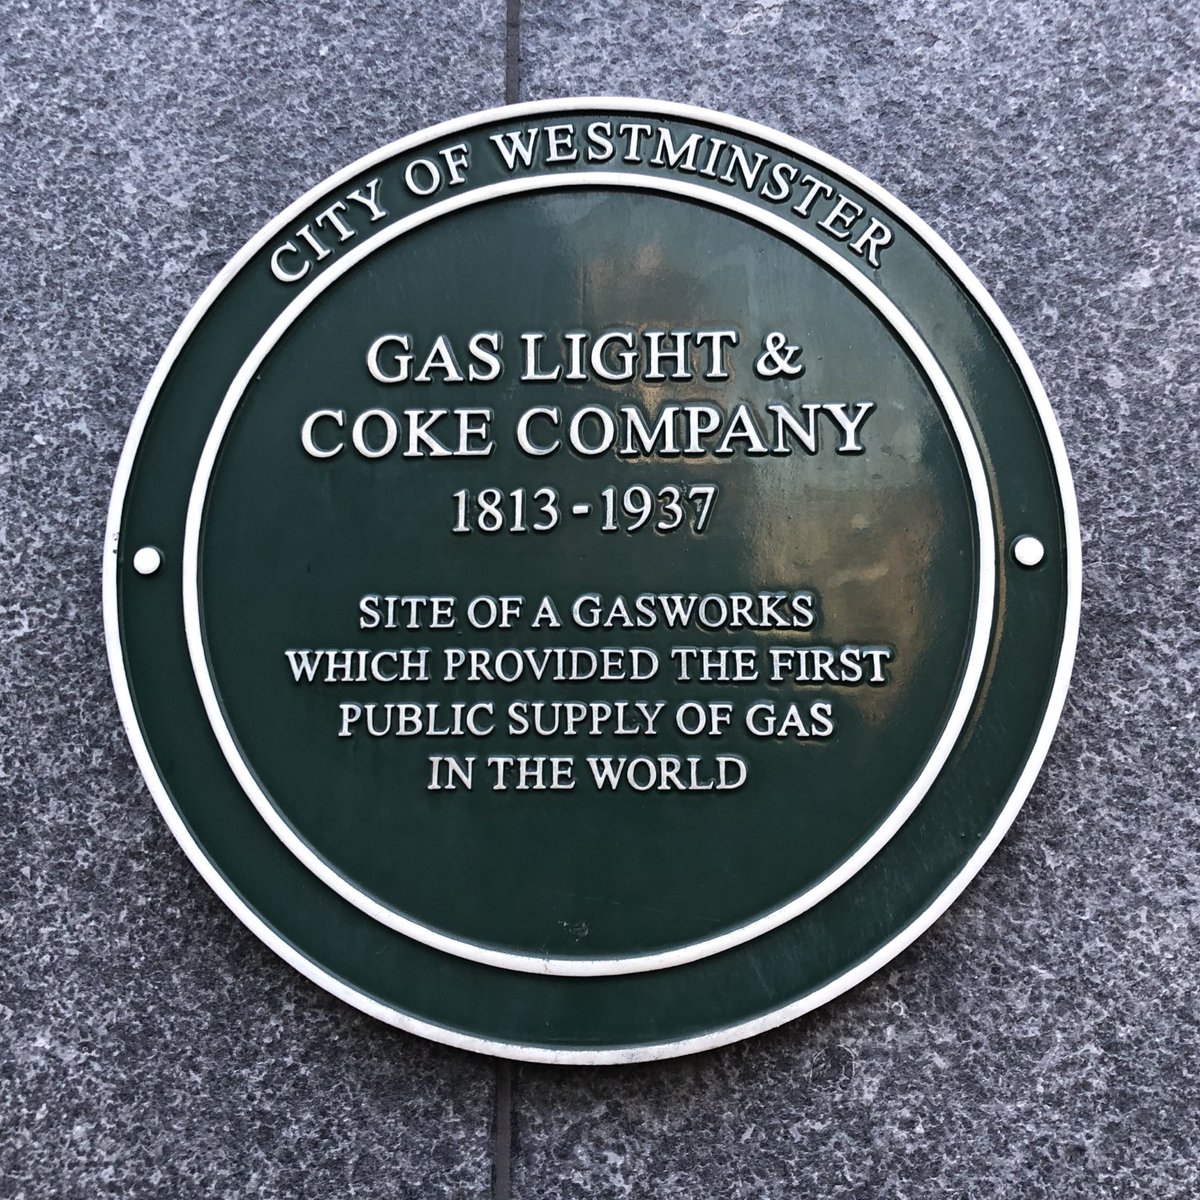 CITY OF WESTMINSTER
GAS LIGHT &
COKE COMPANY
1813-1937
SITE OF A GASWORKS
WHICH PROVIDED THE FIRST
PUBLIC SUPPLY OF GAS
IN THE WORLD